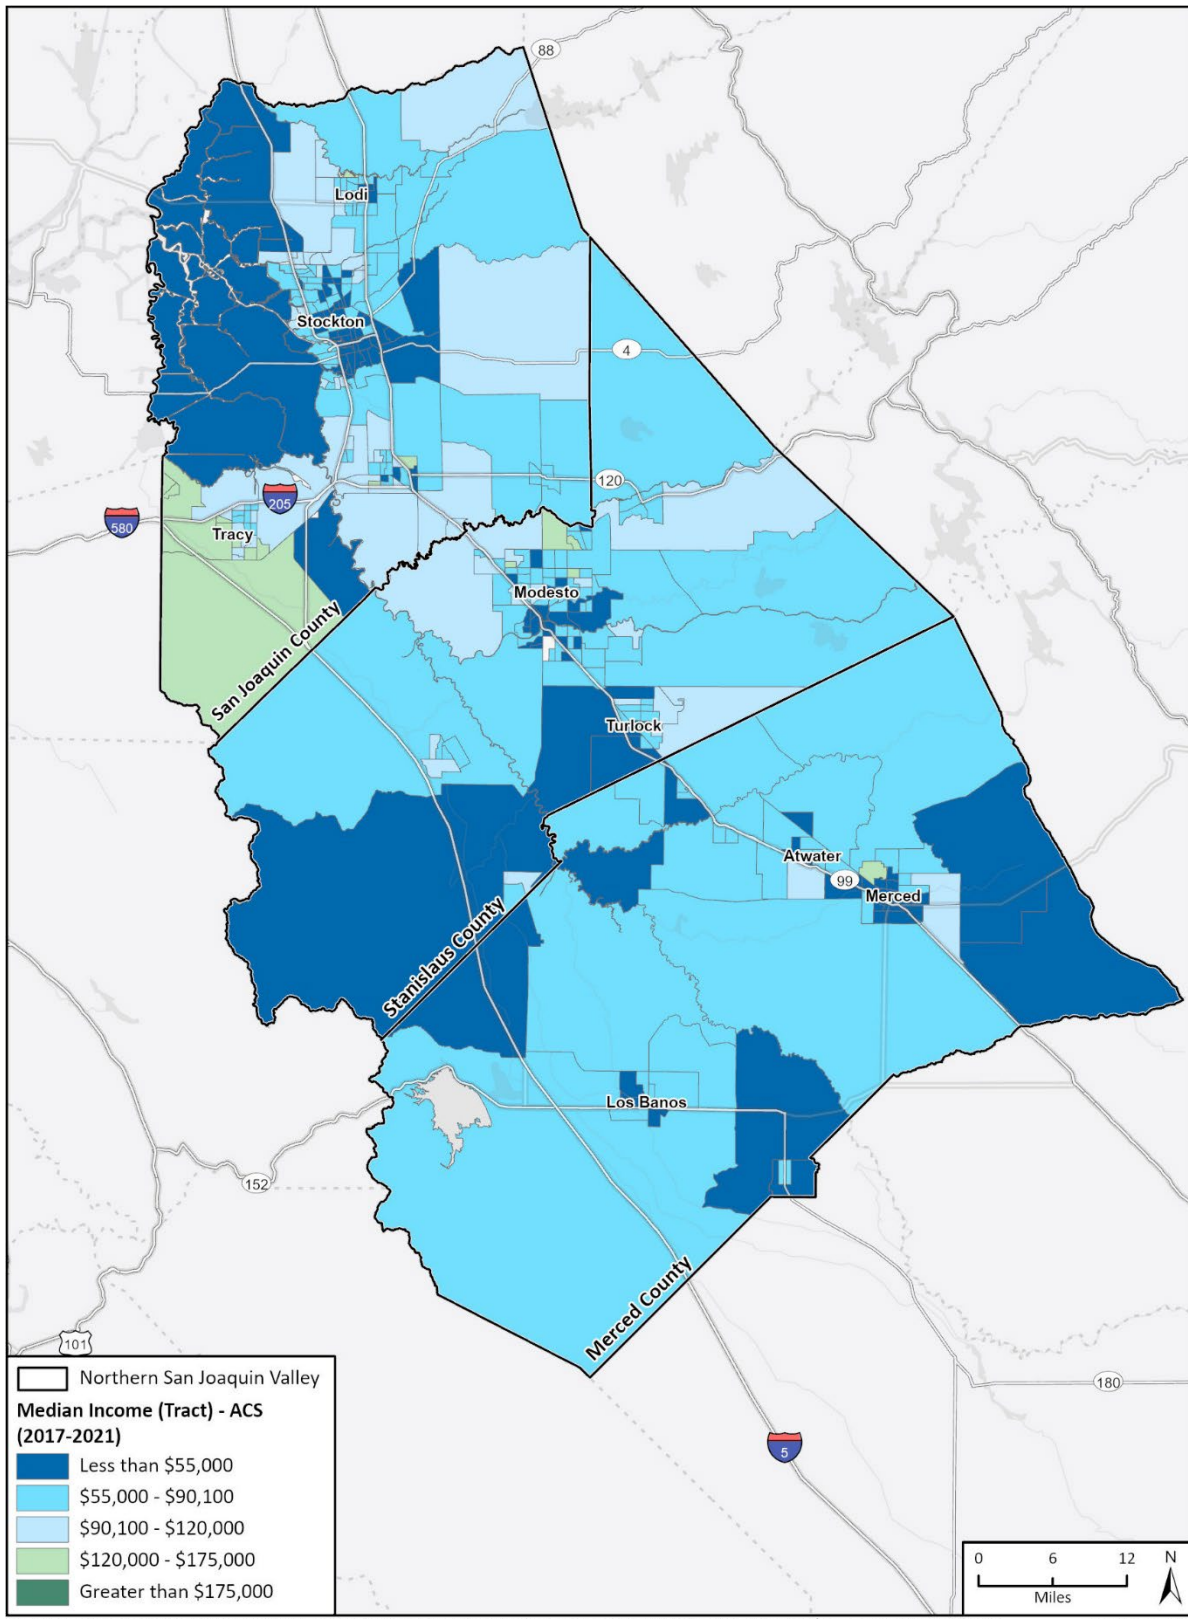 88
Lodi
Stockton
4
120
205
580
Tracy
Modesto
San Joaquin County
Turlock
Atwater
99
Merced
Stanislaus County
Los Banos
152
Merced County
101
180
5
Northern San Joaquin Valley
Median Income (Tract) - ACS
(2017-2021)
Less than $55,000
$55,000 - $90,100
$90,100 - $120,000
$120,000 - $175,000
Greater than $175,000
0 6 12
Miles
N